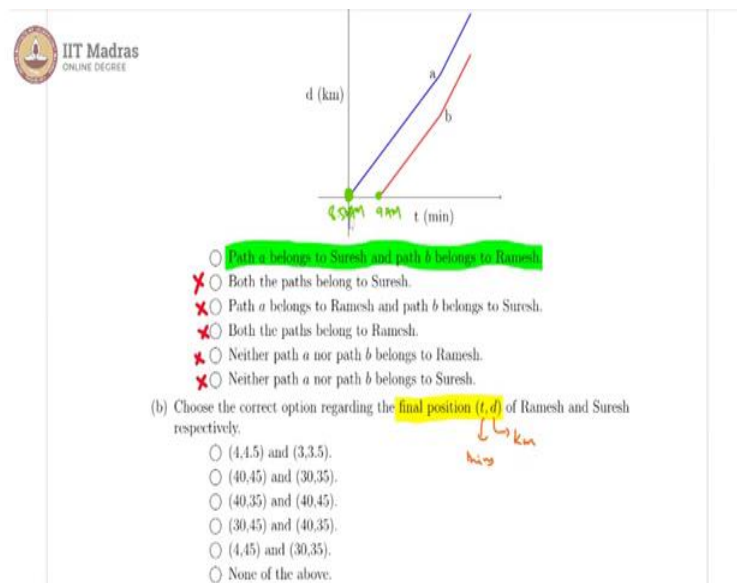 IIT Madras
ONLINE DEGREE
d (km)
a
b
8:50AM 9AM t (min)
Path a belongs to Suresh and path b belongs to Ramesh.
Both the paths belong to Suresh.
Path a belongs to Ramesh and path b belongs to Suresh.
Both the paths belong to Ramesh.
Neither path a nor path b belongs to Ramesh.
Neither path a nor path b belongs to Suresh.
(b) Choose the correct option regarding the final position (t, d) of Ramesh and Suresh
respectively.
km
mins
(4,4.5) and (3,3.5).
(40,45) and (30,35).
(40,35) and (40,45).
(30,45) and (40,35).
(4,45) and (30,35).
None of the above.